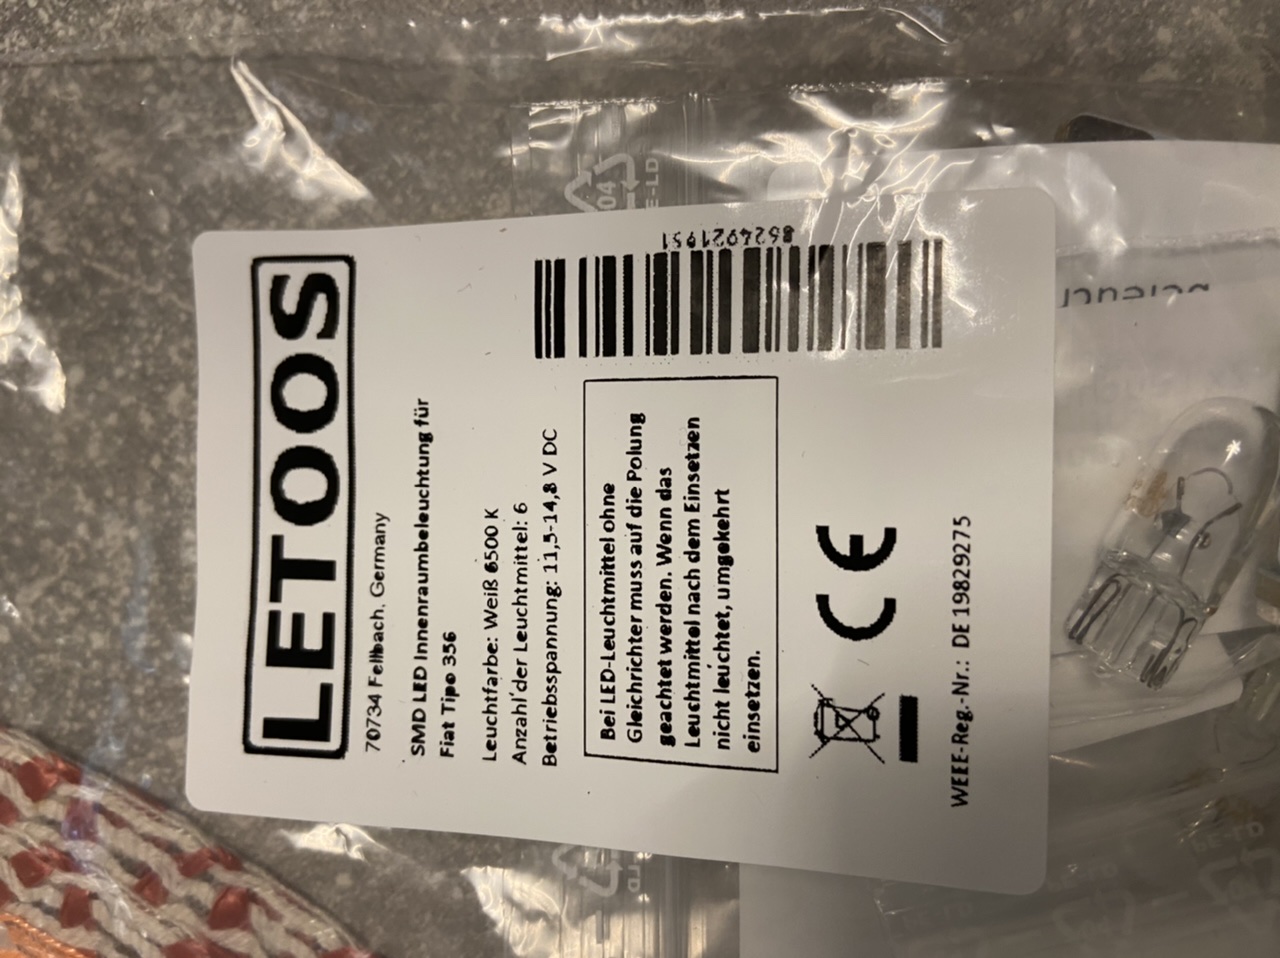 LETOOS
70734 Fellbach, Germany
SMD LED Innenraumbeleuchtung für
Fiat Tipo 356
Leuchtfarbe: Weiß 6500 K
Anzahl der Leuchtmittel: 6
Betriebsspannung: 11,5-14,8 V DC
Bei LED-Leuchtmittel ohne
Gleichrichter muss auf die Polung
geachtet werden. Wenn das
Leuchtmittel nach dem Einsetzen
nicht leuchtet, umgekehrt
einsetzen.
CE
WEEE-Reg.-Nr.: DE 19829275
04
E-LD